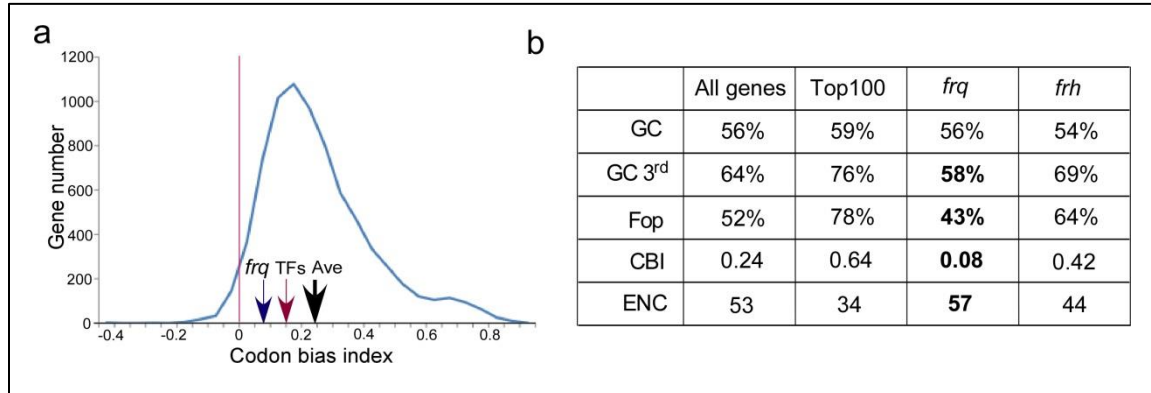 a
1200
1000
800
600
400
200
0
Gene number
frq TFs Ave
-0.4 -0.2 0 0.2 0.4 0.6 0.8
Codon bias index
b
All genes Top100 frq frh
GC 56% 59% 56% 54%
GC 3rd 64% 76% 58% 69%
Fop 52% 78% 43% 64%
CBI 0.24 0.64 0.08 0.42
ENC 53 34 57 44